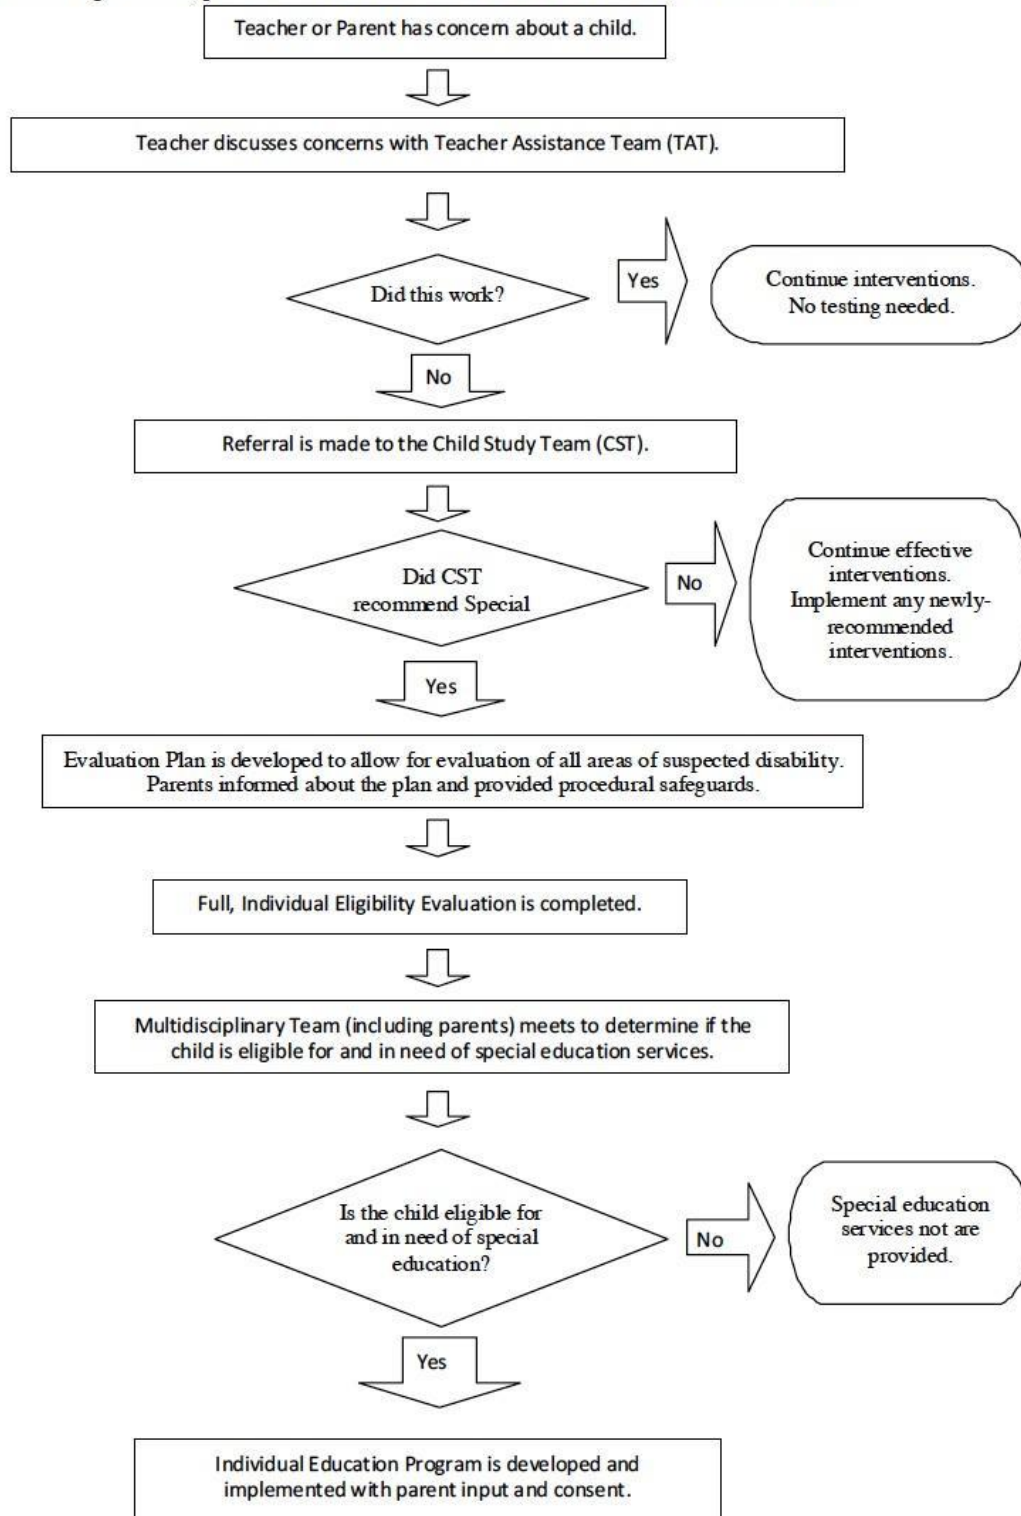 Teacher or Parent has concern about a child.
Teacher discusses concerns with Teacher Assistance Team (TAT).
Did this work?
Yes
Continue interventions.
No testing needed.
No
Referral is made to the Child Study Team (CST).
Did CST
recommend Special
No
Continue effective
interventions.
Implement any newly-
recommended
interventions.
Yes
Evaluation Plan is developed to allow for evaluation of all areas of suspected disability.
Parents informed about the plan and provided procedural safeguards.
Full, Individual Eligibility Evaluation is completed.
Multidisciplinary Team (including parents) meets to determine if the
child is eligible for and in need of special education services.
Is the child eligible for
and in need of special
education?
No
Special education
services not are
provided.
Yes
Individual Education Program is developed and
implemented with parent input and consent.